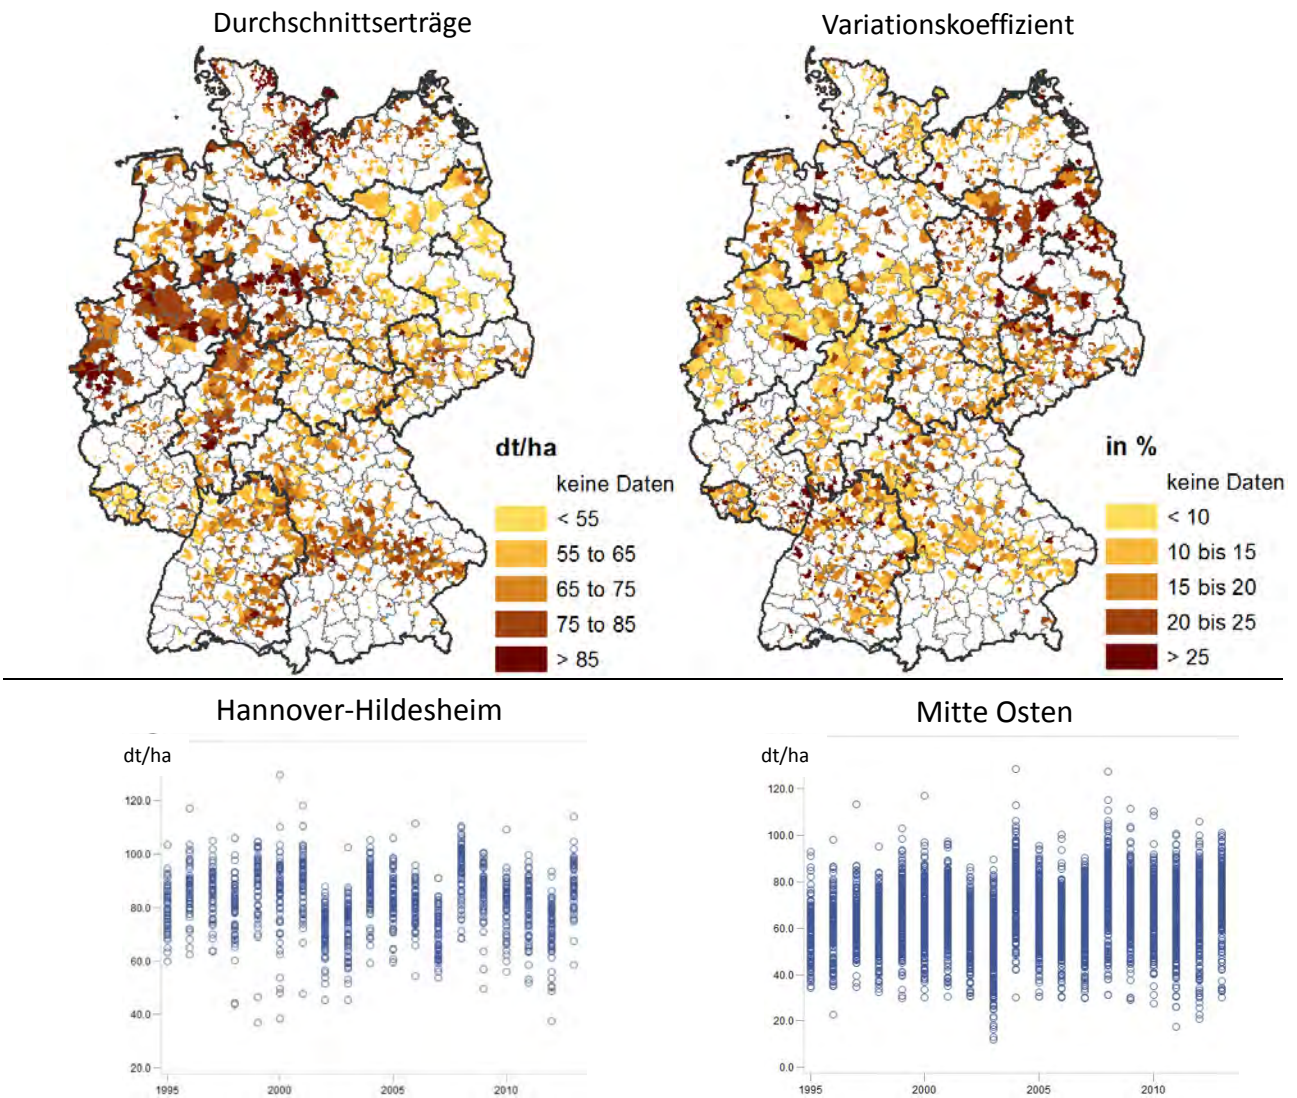 Durchschnittserträge
Variationskoeffizient
dt/ha
keine Daten
< 55
55 to 65
65 to 75
75 to 85
> 85
in %
keine Daten
< 10
10 bis 15
15 bis 20
20 bis 25
> 25
Hannover-Hildesheim
dt/ha
120.0
100.0
80.0
60.0
40.0
20.0
1995
2000
2005
2010
Mitte Osten
dt/ha
120.0
100.0
80.0
60.0
40.0
20.0
0.0
1995
2000
2005
2010